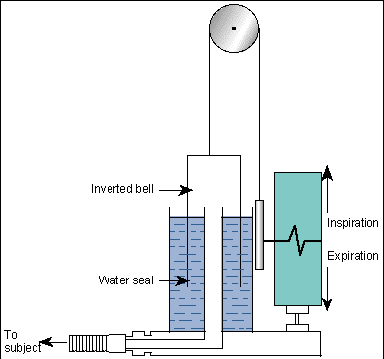 Inverted bell
Inspiration
Expiration
Water seal
To
subject